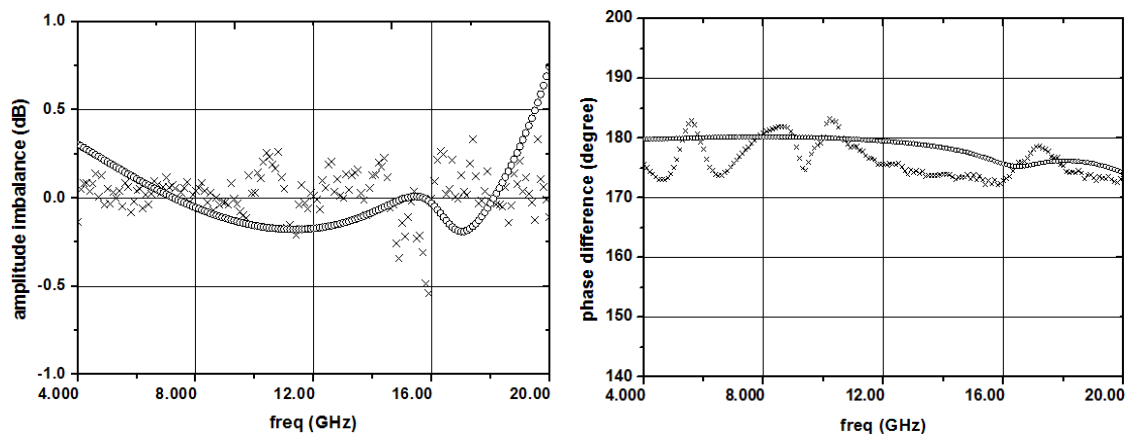 1.0
0.5
0.0
-0.5
-1.0
amplitude imbalance (dB)
4.000 8.000 12.00 16.00 20.00
freq (GHz)
200
190
180
170
160
150
140
phase difference (degree)
4.000 8.000 12.00 16.00 20.00
freq (GHz)